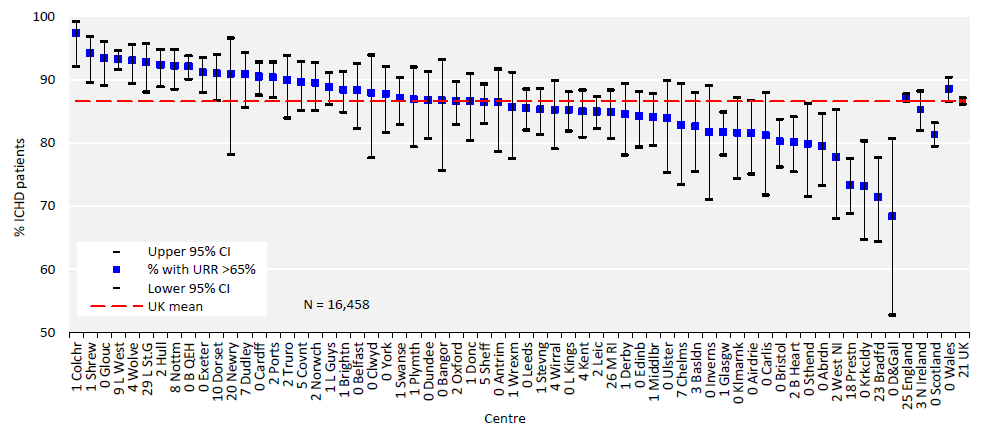 100
90
80
70
60
50
% ICHD patients
Upper 95% CI
% with URR >65%
Lower 95% CI
UK mean
N = 16,458
1 Colchr
1 Shrew
0 Glouc
9 L West
4 Wolve
29 L St.G
2 Hull
8 Nottm
0 B QEH
0 Exeter
10 Dorset
20 Newry
7 Dudley
0 Cardff
2 Ports
2 Truro
5 Covnt
2 Norwch
1 L Guys
1 Brightn
0 Belfast
0 Clwyd
0 York
1 Swanse
1 Plymth
0 Dundee
0 Bangor
2 Oxford
1 Donc
5 Sheff
0 Antrim
1 Wrexm
0 Leeds
1 Stevng
4 Wirral
0 L Kings
4 Kent
2 Leic
26 M RI
1 Derby
0 Edinb
1 Middlbr
0 Ulster
7 Chelms
3 Basldn
0 Inverns
1 Glasgw
0 Klmarnk
0 Airdrie
0 Carlis
0 Bristol
2 B Heart
0 Sthend
0 Abrdn
2 West NI
18 Prestn
0 Krkcldy
23 Bradfd
0 D&Gall
25 England
3 N Ireland
0 Scotland
0 Wales
21 UK
Centre